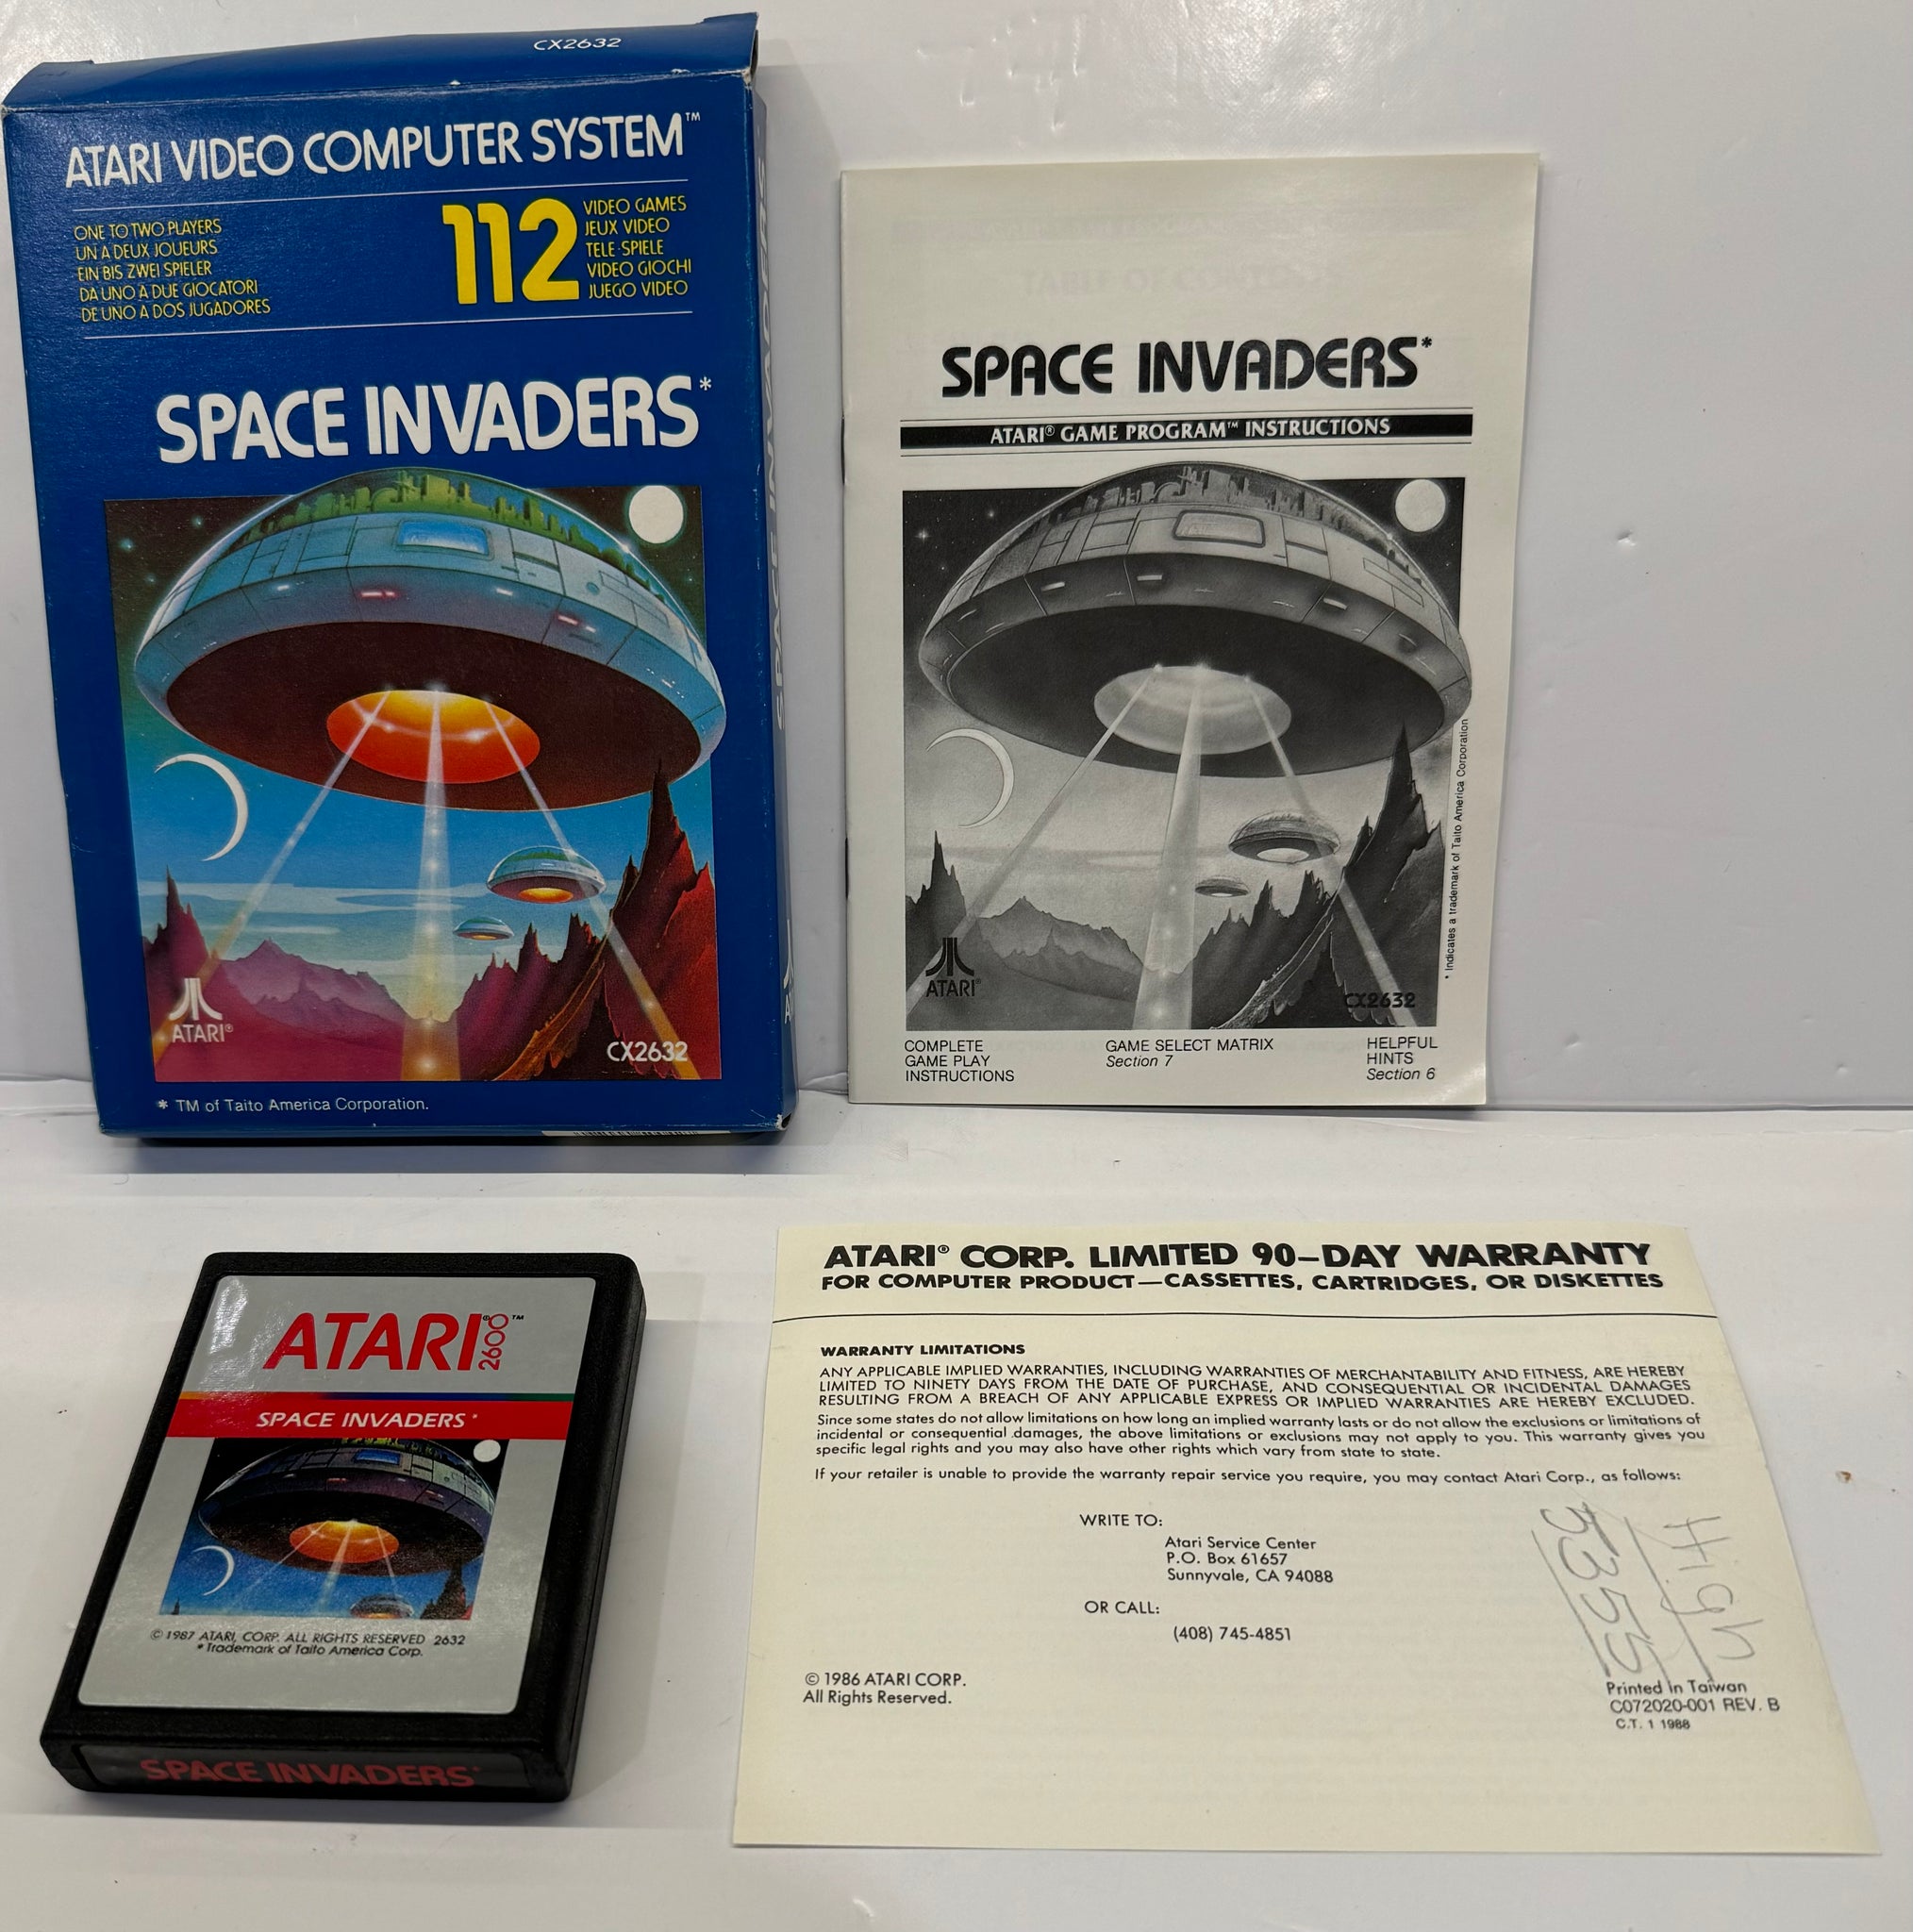 CX2632
ATARI VIDEO COMPUTER SYSTEM™
ONE TO TWO PLAYERS
UN A DEUX JOUEURS
EIN BIS ZWEI SPIELER
DA UNO A DUE GIOCATORI
DE UNO A DOS JUGADORES
112
VIDEO GAMES
JEUX VIDEO
TELE-SPIELE
VIDEO GIOCHI
JUEGO VIDEO
SPACE INVADERS*
ATARI®
CX2632
* TM of Taito America Corporation.
SPACE INVADERS
SPACE INVADERS*
ATARI® GAME PROGRAM™ INSTRUCTIONS
* Indicates a trademark of Taito America Corporation
ATARI®
CX2632
COMPLETE
GAME PLAY
INSTRUCTIONS
GAME SELECT MATRIX
Section 7
HELPFUL
HINTS
Section 6
ATARI® 2600™
SPACE INVADERS*
© 1987 ATARI, CORP. ALL RIGHTS RESERVED 2632
* Trademark of Taito America Corp.
SPACE INVADERS*
ATARI® CORP. LIMITED 90–DAY WARRANTY
FOR COMPUTER PRODUCT—CASSETTES, CARTRIDGES, OR DISKETTES
WARRANTY LIMITATIONS
ANY APPLICABLE IMPLIED WARRANTIES, INCLUDING WARRANTIES OF MERCHANTABILITY AND FITNESS, ARE HEREBY
LIMITED TO NINETY DAYS FROM THE DATE OF PURCHASE, AND CONSEQUENTIAL OR INCIDENTAL DAMAGES
RESULTING FROM A BREACH OF ANY APPLICABLE EXPRESS OR IMPLIED WARRANTIES ARE HEREBY EXCLUDED.
Since some states do not allow limitations on how long an implied warranty lasts or do not allow the exclusions or limitations of
incidental or consequential damages, the above limitations or exclusions may not apply to you. This warranty gives you
specific legal rights and you may also have other rights which vary from state to state.
If your retailer is unable to provide the warranty repair service you require, you may contact Atari Corp., as follows:
WRITE TO:
Atari Service Center
P.O. Box 61657
Sunnyvale, CA 94088
OR CALL:
(408) 745-4851
High
5355
© 1986 ATARI CORP.
All Rights Reserved.
Printed in Taiwan
C072020-001 REV. B
C.T. 1 1988